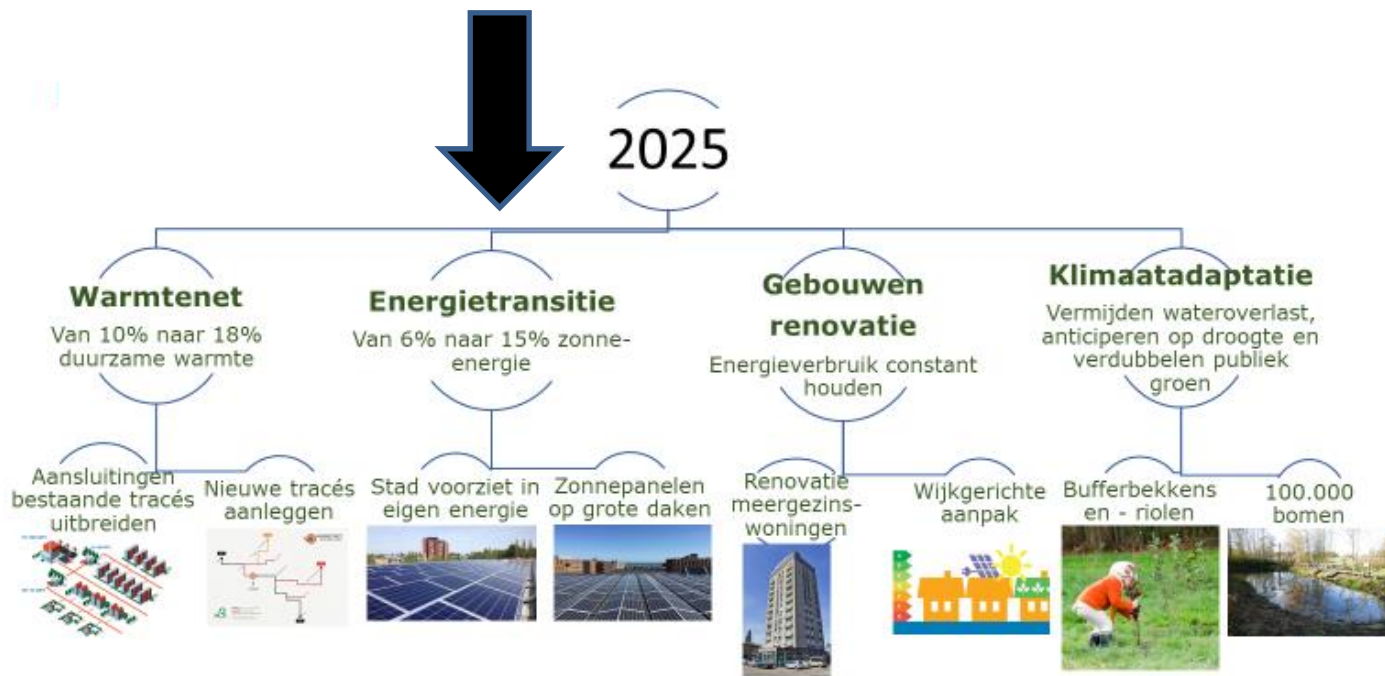 2025
Warmtenet
Van 10% naar 18%
duurzame warmte
Energietransitie
Van 6% naar 15% zonne-
energie
Gebouwen
renovatie
Energieverbruik constant
houden
Klimaatadaptatie
Vermijden wateroverlast,
anticiperen op droogte en
verdubbelen publiek
groen
Aansluitingen
bestaande tracés
uitbreiden
Nieuwe tracés
aanleggen
Stad voorziet in
eigen energie
Zonnepanelen
op grote daken
Renovatie
meergezins-
woningen
Wijkgerichte
aanpak
Bufferbekkens
en - riolen
100.000
bomen